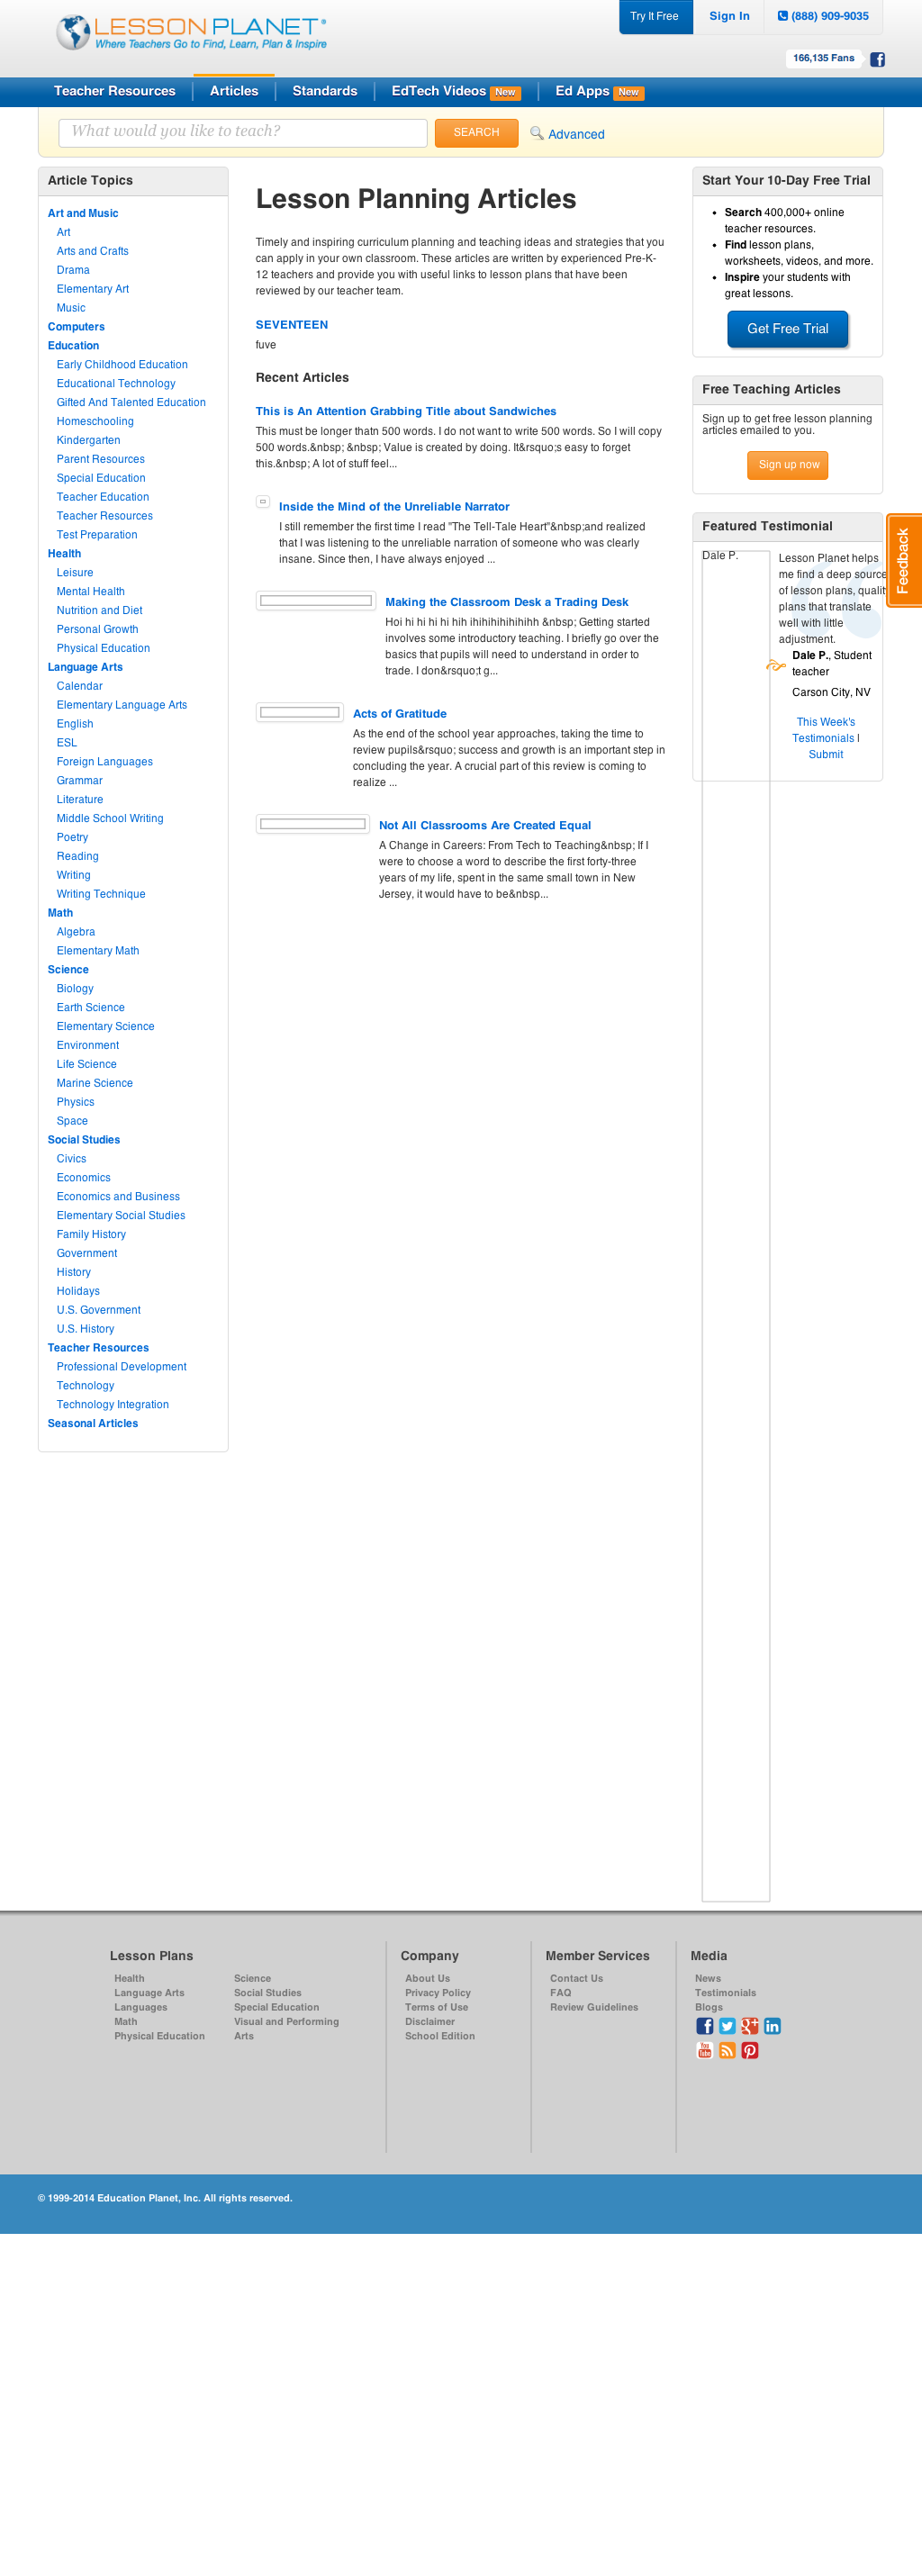 LESSON PLANET®
Where Teachers Go to Find, Learn, Plan & Inspire
Try It Free
Sign In
(888) 909-9035
166,135 Fans
Teacher Resources
Articles
Standards
EdTech Videos New
Ed Apps New
What would you like to teach?
SEARCH
Advanced
Article Topics
Art and Music
Art
Arts and Crafts
Drama
Elementary Art
Music
Computers
Education
Early Childhood Education
Educational Technology
Gifted And Talented Education
Homeschooling
Kindergarten
Parent Resources
Special Education
Teacher Education
Teacher Resources
Test Preparation
Health
Leisure
Mental Health
Nutrition and Diet
Personal Growth
Physical Education
Language Arts
Calendar
Elementary Language Arts
English
ESL
Foreign Languages
Grammar
Literature
Middle School Writing
Poetry
Reading
Writing
Writing Technique
Math
Algebra
Elementary Math
Science
Biology
Earth Science
Elementary Science
Environment
Life Science
Marine Science
Physics
Space
Social Studies
Civics
Economics
Economics and Business
Elementary Social Studies
Family History
Government
History
Holidays
U.S. Government
U.S. History
Teacher Resources
Professional Development
Technology
Technology Integration
Seasonal Articles
Lesson Planning Articles
Timely and inspiring curriculum planning and teaching ideas and strategies that you
can apply in your own classroom. These articles are written by experienced Pre-K-
12 teachers and provide you with useful links to lesson plans that have been
reviewed by our teacher team.
SEVENTEEN
fuve
Recent Articles
This is An Attention Grabbing Title about Sandwiches
This must be longer thatn 500 words. I do not want to write 500 words. So I will copy
500 words.&nbsp; &nbsp; Value is created by doing. It&rsquo;s easy to forget
this.&nbsp; A lot of stuff feel...
Inside the Mind of the Unreliable Narrator
I still remember the first time I read "The Tell-Tale Heart"&nbsp;and realized
that I was listening to the unreliable narration of someone who was clearly
insane. Since then, I have always enjoyed ...
Making the Classroom Desk a Trading Desk
Hoi hi hi hi hi hih ihihihihihihihh &nbsp; Getting started
involves some introductory teaching. I briefly go over the
basics that pupils will need to understand in order to
trade. I don&rsquo;t g...
Acts of Gratitude
As the end of the school year approaches, taking the time to
review pupils&rsquo; success and growth is an important step in
concluding the year. A crucial part of this review is coming to
realize ...
Not All Classrooms Are Created Equal
A Change in Careers: From Tech to Teaching&nbsp; If I
were to choose a word to describe the first forty-three
years of my life, spent in the same small town in New
Jersey, it would have to be&nbsp...
Start Your 10-Day Free Trial
• Search 400,000+ online
teacher resources.
• Find lesson plans,
worksheets, videos, and more.
• Inspire your students with
great lessons.
Get Free Trial
Free Teaching Articles
Sign up to get free lesson planning
articles emailed to you.
Sign up now
Featured Testimonial
Dale P.
Lesson Planet helps
me find a deep source
of lesson plans, quality
plans that translate
well with little
adjustment.
Dale P., Student
teacher
Carson City, NV
This Week's
Testimonials |
Submit
Feedback
Lesson Plans
Health
Language Arts
Languages
Math
Physical Education
Science
Social Studies
Special Education
Visual and Performing
Arts
Company
About Us
Privacy Policy
Terms of Use
Disclaimer
School Edition
Member Services
Contact Us
FAQ
Review Guidelines
Media
News
Testimonials
Blogs
You
Tube
© 1999-2014 Education Planet, Inc. All rights reserved.